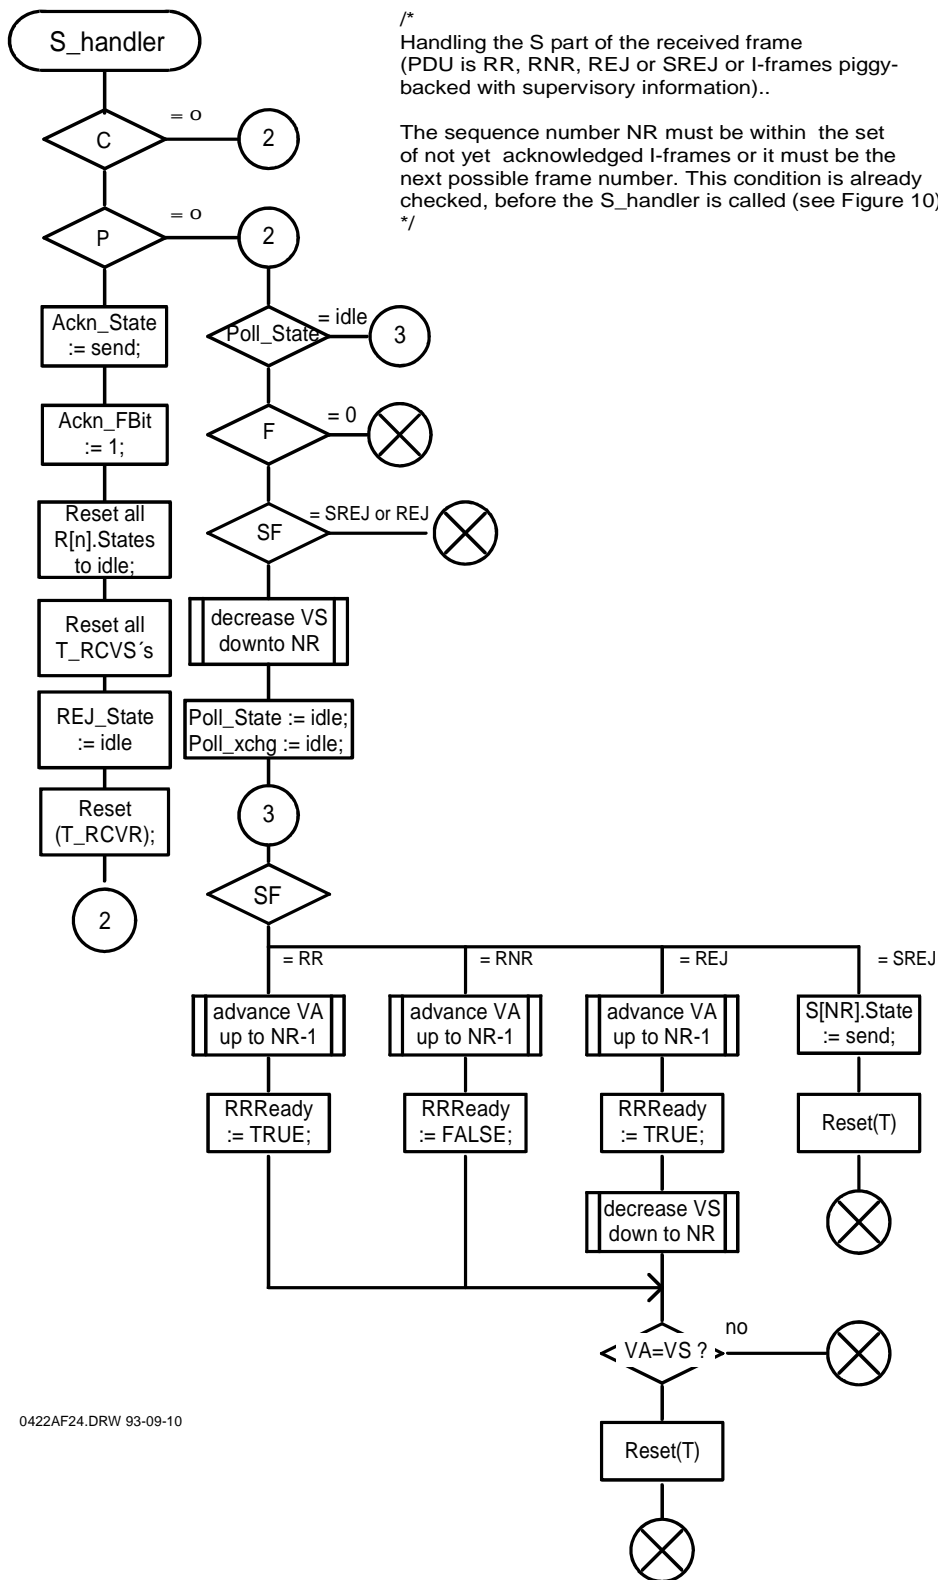 S_handler
/*
Handling the S part of the received frame
(PDU is RR, RNR, REJ or SREJ or I-frames piggy-
backed with supervisory information)..
The sequence number NR must be within the set
of not yet acknowledged I-frames or it must be the
next possible frame number. This condition is already
checked, before the S_handler is called (see Figure 10)
*/
C
= 0
2
P
= 0
2
Ackn_State
:= send;
Ackn_FBit
:= 1;
Reset all
R[n].States
to idle;
Reset all
T_RCVS´s
REJ_State
:= idle
Reset
(T_RCVR);
2
Poll_State
= idle
3
F
= 0
SF
= SREJ or REJ
decrease VS
downto NR
Poll_State := idle;
Poll_xchg := idle;
3
SF
= RR
= RNR
= REJ
= SREJ
advance VA
up to NR-1
advance VA
up to NR-1
advance VA
up to NR-1
S[NR].State
:= send;
RRReady
:= TRUE;
RRReady
:= FALSE;
RRReady
:= TRUE;
Reset(T)
decrease VS
down to NR
VA=VS ?
no
Reset(T)
0422AF24.DRW 93-09-10